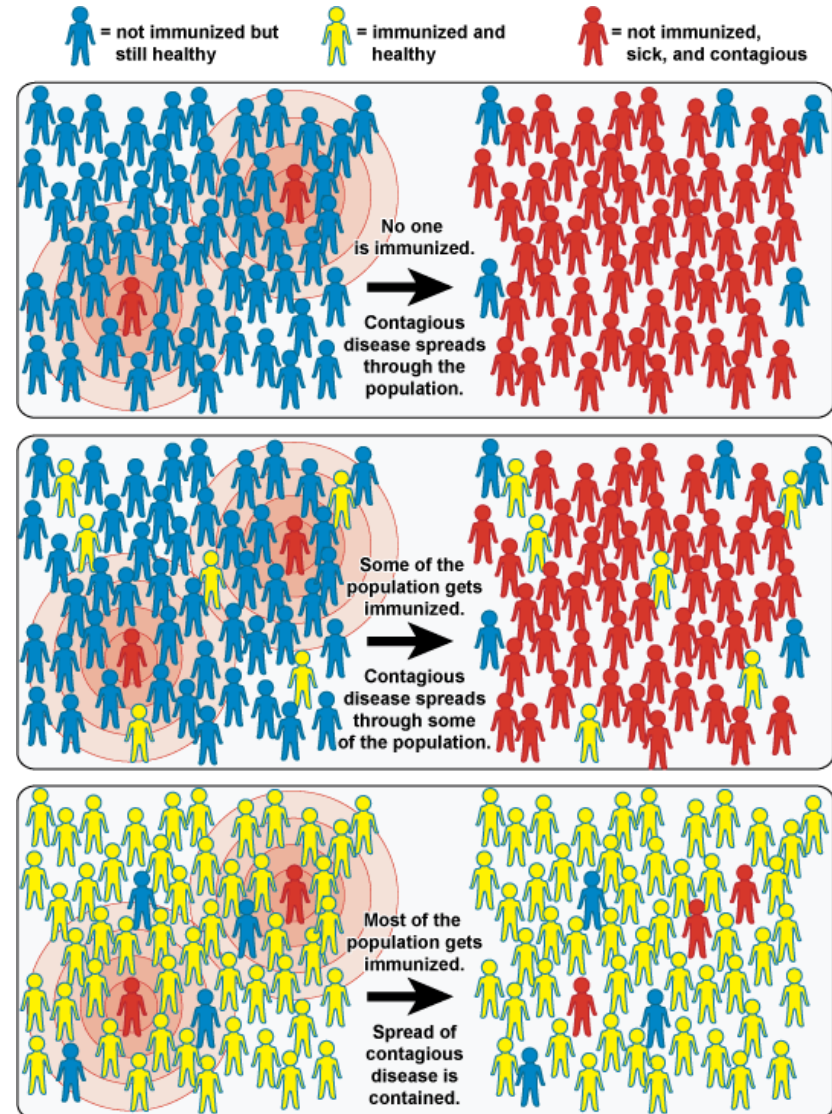 = not immunized but
still healthy
= immunized and
healthy
= not immunized,
sick, and contagious
No one
is immunized.
Contagious
disease spreads
through the
population.
Some of the
population gets
immunized.
Contagious
disease spreads
through some
of the population.
Most of the
population gets
immunized.
Spread of
contagious
disease is
contained.